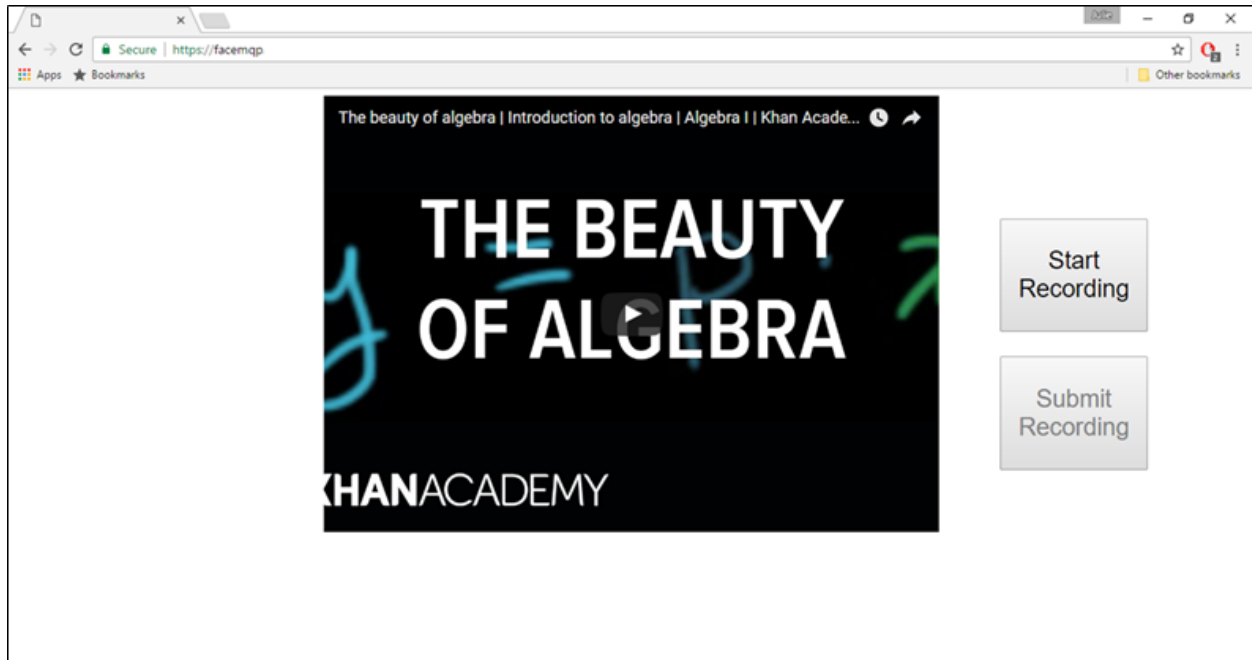 Secure | https://facemqp
Apps Bookmarks Other bookmarks
The beauty of algebra | Introduction to algebra | Algebra I | Khan Acade...
THE BEAUTY
OF ALGEBRA
KHANACADEMY
Start
Recording
Submit
Recording